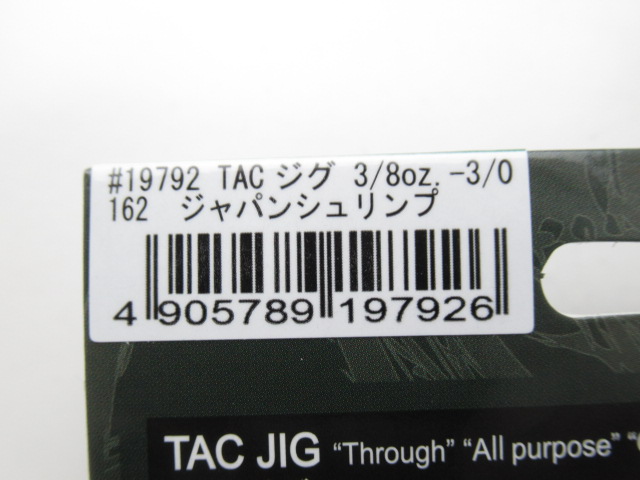 #19792 TAC ジグ 3/8oz. -3/0
162 ジャパンシュリンプ
4 905789 197926
TAC JIG "Through" "All purpose"